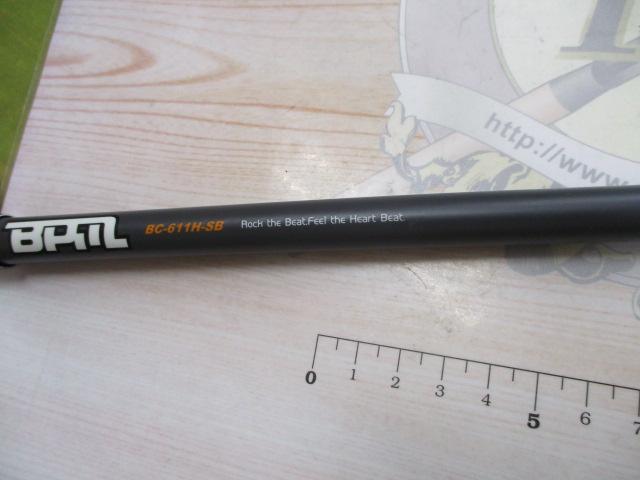 http://www.
BRTL BC-611H-SB Rock the Beat.Feel the Heart Beat.
0 1 2 3 4 5 6 7